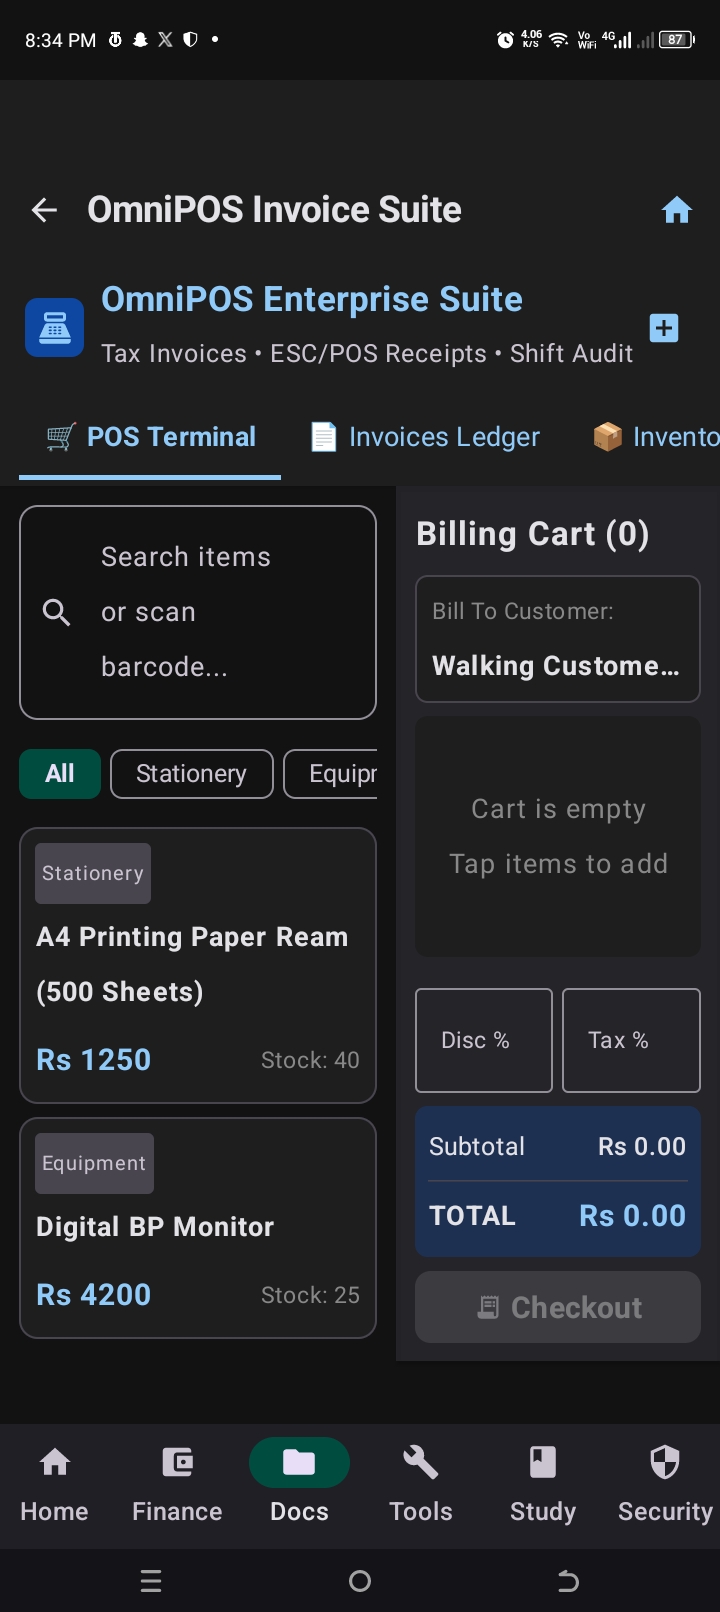 8:34 PM
4.06
K/S
Vo
WiFi
4G
87
OmniPOS Invoice Suite
OmniPOS Enterprise Suite
Tax Invoices • ESC/POS Receipts • Shift Audit
POS Terminal
Invoices Ledger
Invento
Search items
or scan
barcode...
All
Stationery
Equipr
Stationery
A4 Printing Paper Ream
(500 Sheets)
Rs 1250
Stock: 40
Equipment
Digital BP Monitor
Rs 4200
Stock: 25
Billing Cart (0)
Bill To Customer:
Walking Custome...
Cart is empty
Tap items to add
Disc %
Tax %
Subtotal
Rs 0.00
TOTAL
Rs 0.00
Checkout
Home
Finance
Docs
Tools
Study
Security